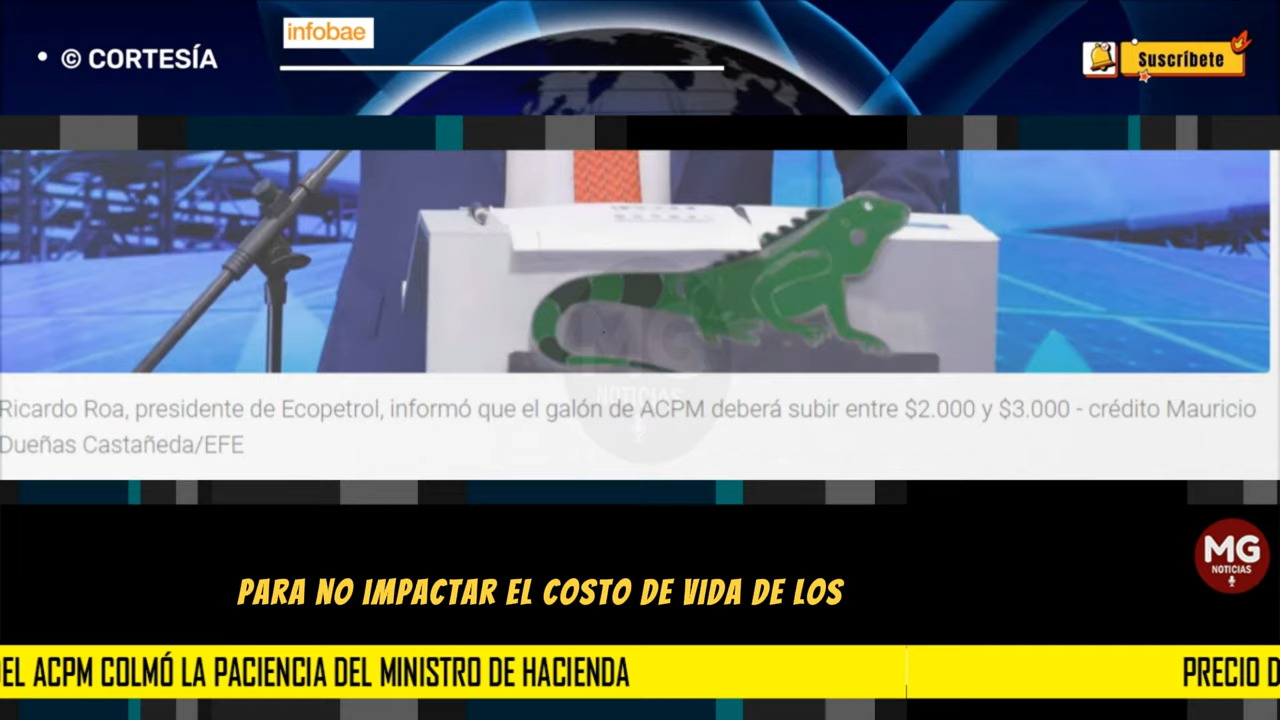 • © CORTESÍA
infobae
Suscríbete
Ricardo Roa, presidente de Ecopetrol, informó que el galón de ACPM deberá subir entre $2.000 y $3.000 - crédito Mauricio
Dueñas Castañeda/EFE
MG
NOTICIAS
MG
NOTICIAS
PARA NO IMPACTAR EL COSTO DE VIDA DE LOS
EL ACPM COLMÓ LA PACIENCIA DEL MINISTRO DE HACIENDA
PRECIO D